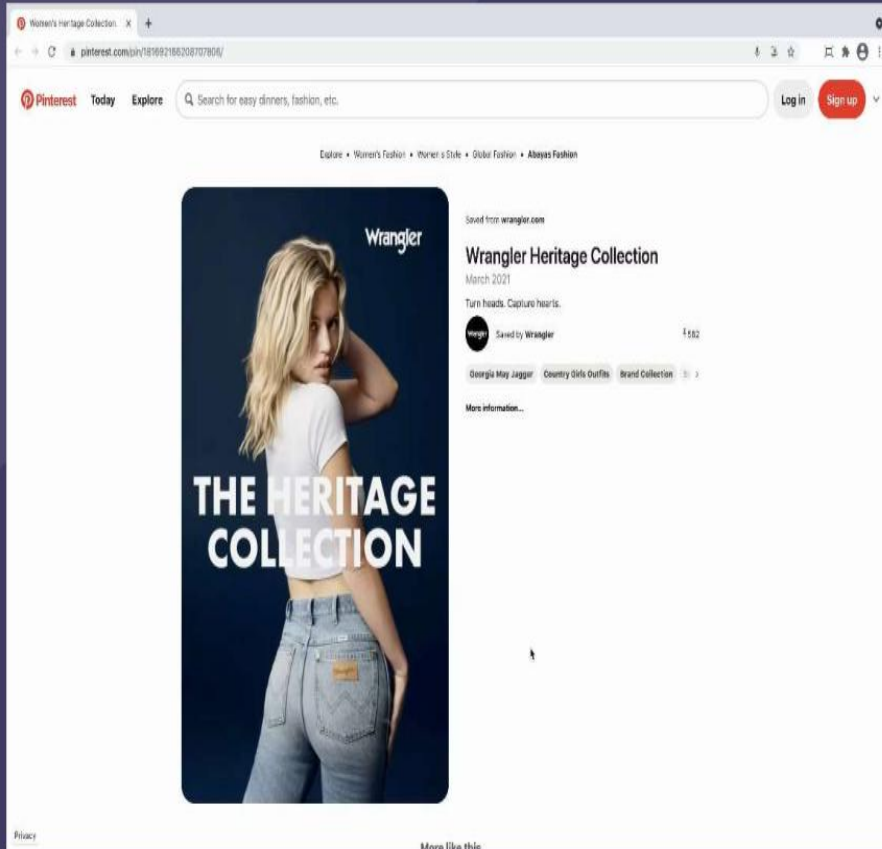 Women's Heritage Collection
pinterest.com/pin/181692166208707806/
Pinterest Today Explore Search for easy dinners, fashion, etc. Log in Sign up
Explore • Women's Fashion • Women's Style • Global Fashion • Abayas Fashion
Wrangler
THE HERITAGE
COLLECTION
Wrangler
Saved from wrangler.com
Wrangler Heritage Collection
March 2021
Turn heads. Capture hearts.
Wrangler Saved by Wrangler 582
Georgia May Jagger Country Girls Outfits Brand Collection
More information...
Privacy
More like this